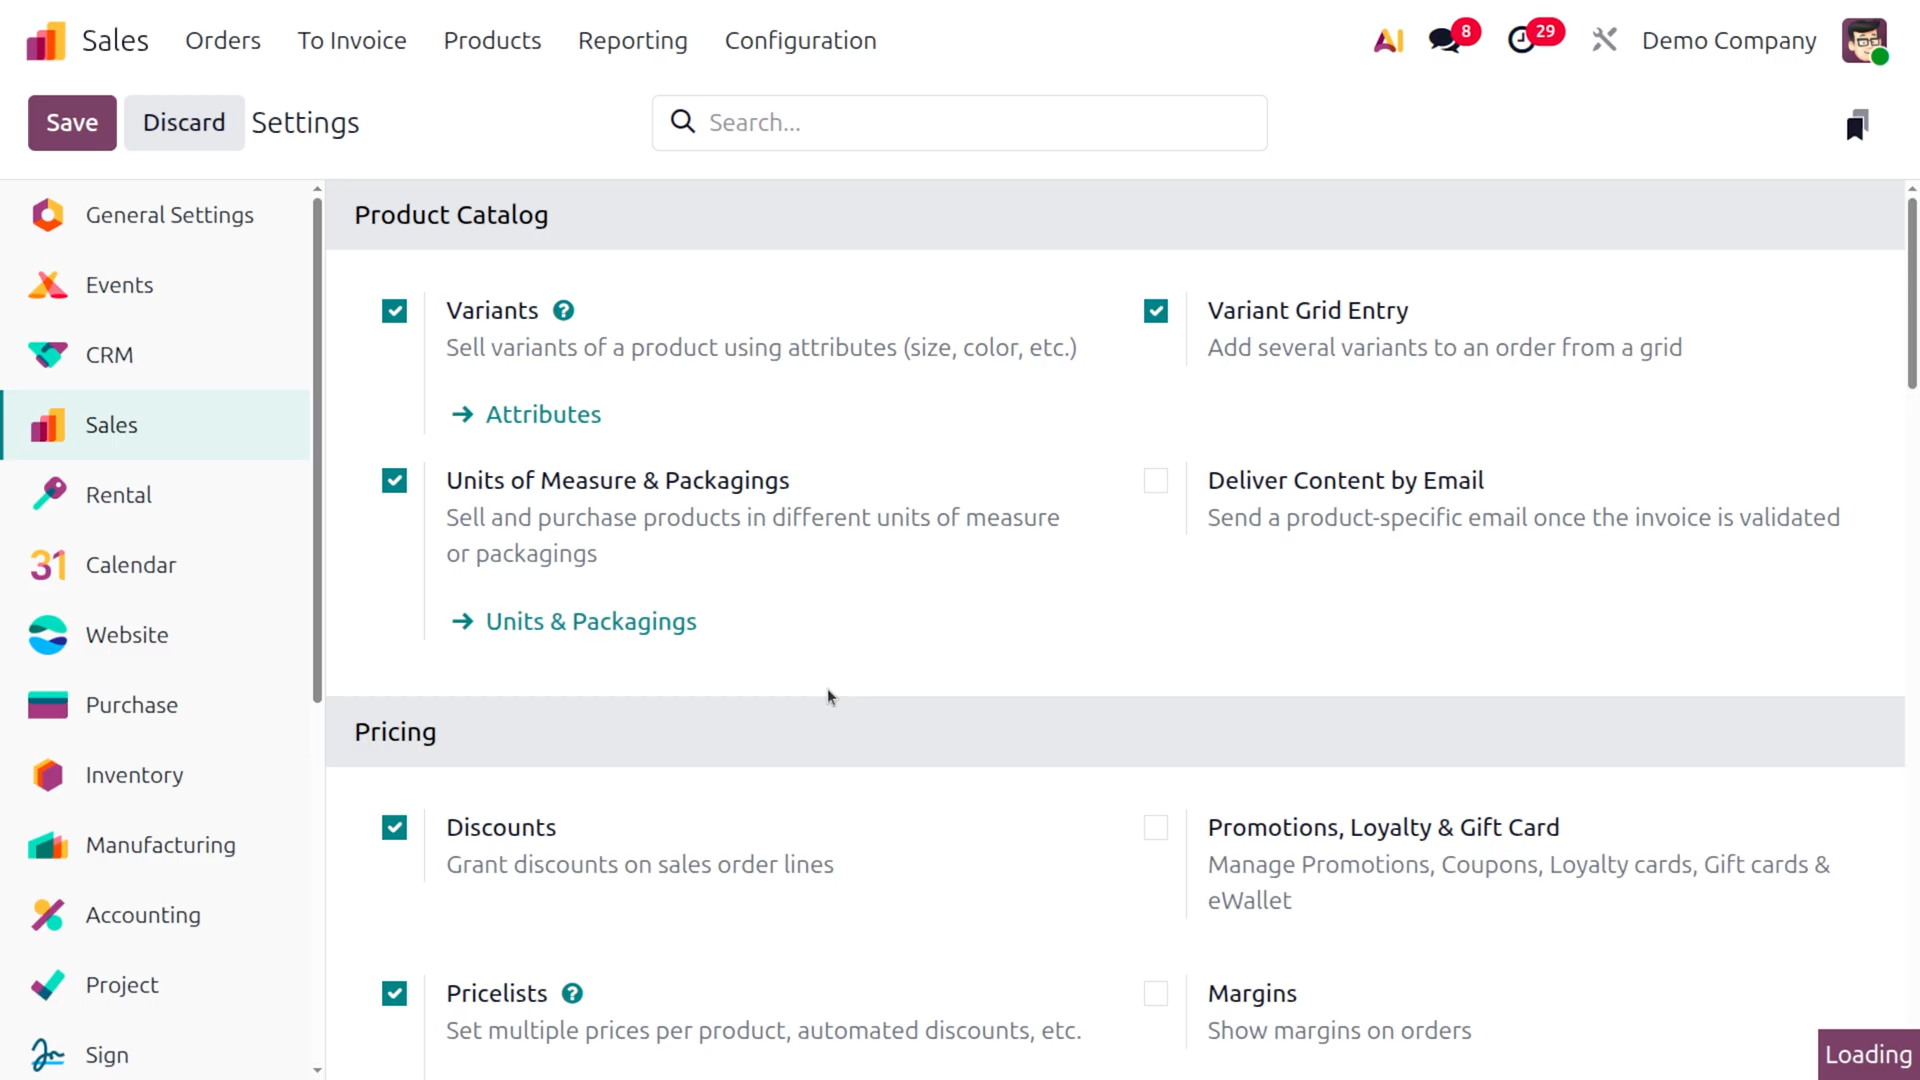 Sales
Orders
To Invoice
Products
Reporting
Configuration
AI
8
29
Demo Company
Save
Discard
Settings
Search...
General Settings
Events
CRM
Sales
Rental
31
Calendar
Website
Purchase
Inventory
Manufacturing
Accounting
Project
Sign
Product Catalog
Variants ?
Sell variants of a product using attributes (size, color, etc.)
Attributes
Variant Grid Entry
Add several variants to an order from a grid
Units of Measure & Packagings
Sell and purchase products in different units of measure
or packagings
Units & Packagings
Deliver Content by Email
Send a product-specific email once the invoice is validated
Pricing
Discounts
Grant discounts on sales order lines
Promotions, Loyalty & Gift Card
Manage Promotions, Coupons, Loyalty cards, Gift cards &
eWallet
Pricelists ?
Set multiple prices per product, automated discounts, etc.
Margins
Show margins on orders
Loading